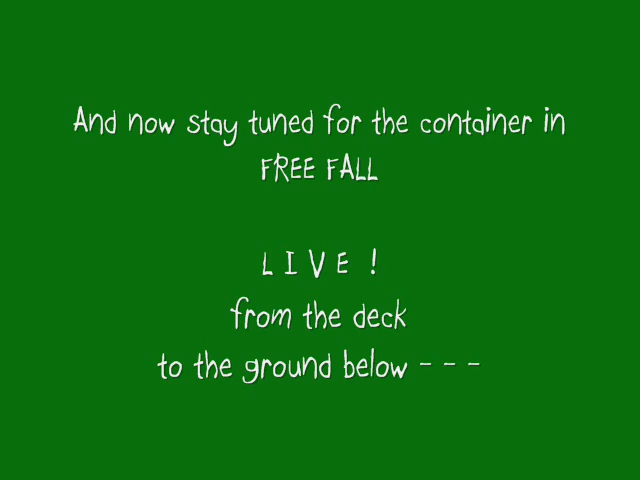 And now stay tuned for the container in
FREE FALL
L I V E !
from the deck
to the ground below - - -